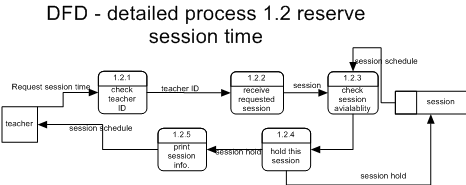 DFD - detailed process 1.2 reserve
session time
session schedule
1.2.1
check
teacher
ID
1.2.2
receive
requested
session
1.2.3
check
session
avialablity
Request session time
teacher ID
session
session
teacher
session schedule
1.2.5
print
session
info.
session hold
1.2.4
hold this
session
session hold